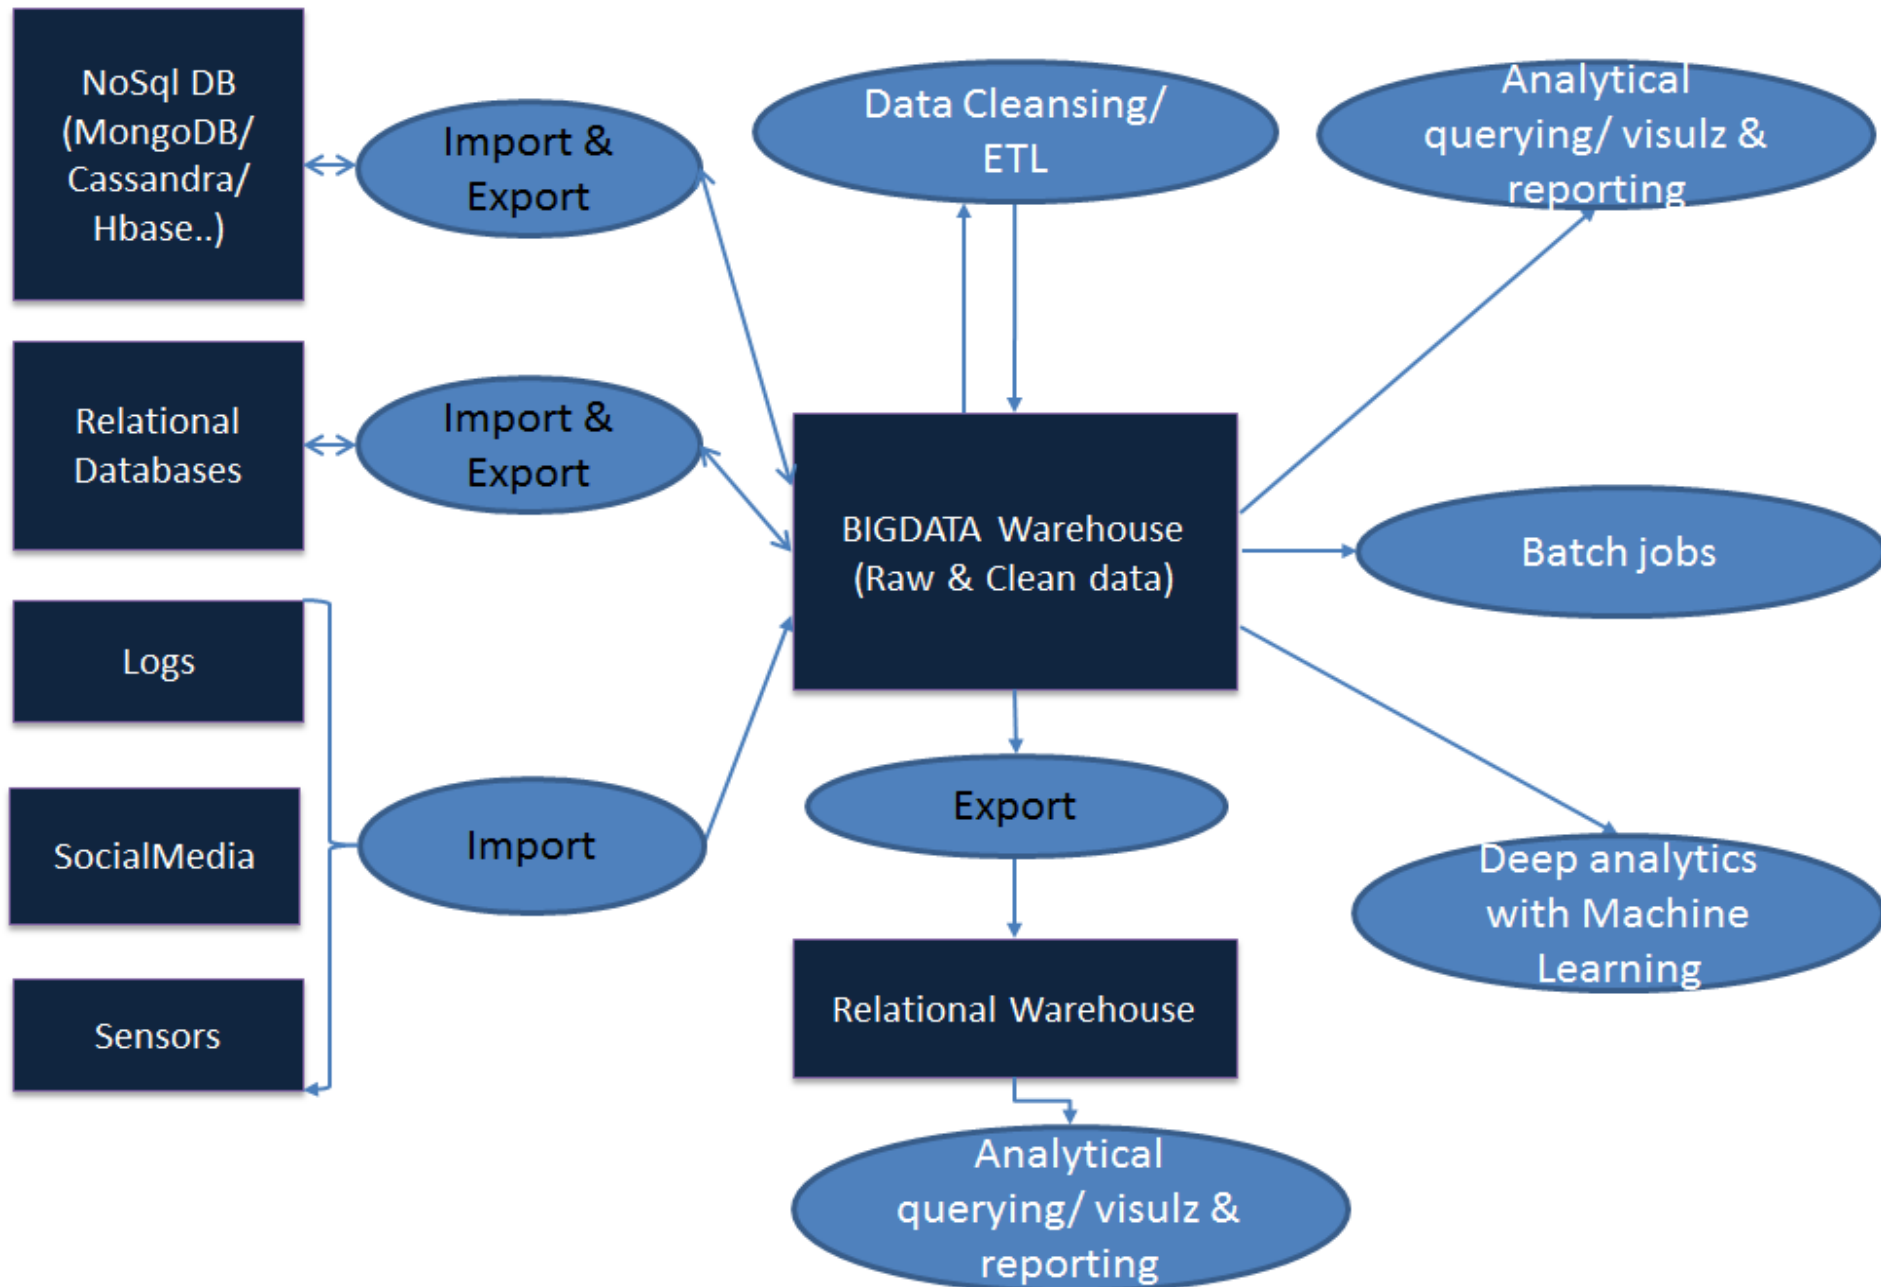 NoSql DB
(MongoDB/
Cassandra/
Hbase..)
Import &
Export
Data Cleansing/
ETL
Analytical
querying/ visulz &
reporting
Relational
Databases
Import &
Export
BIGDATA Warehouse
(Raw & Clean data)
Batch jobs
Logs
SocialMedia
Sensors
Import
Export
Deep analytics
with Machine
Learning
Relational Warehouse
Analytical
querying/ visulz &
reporting